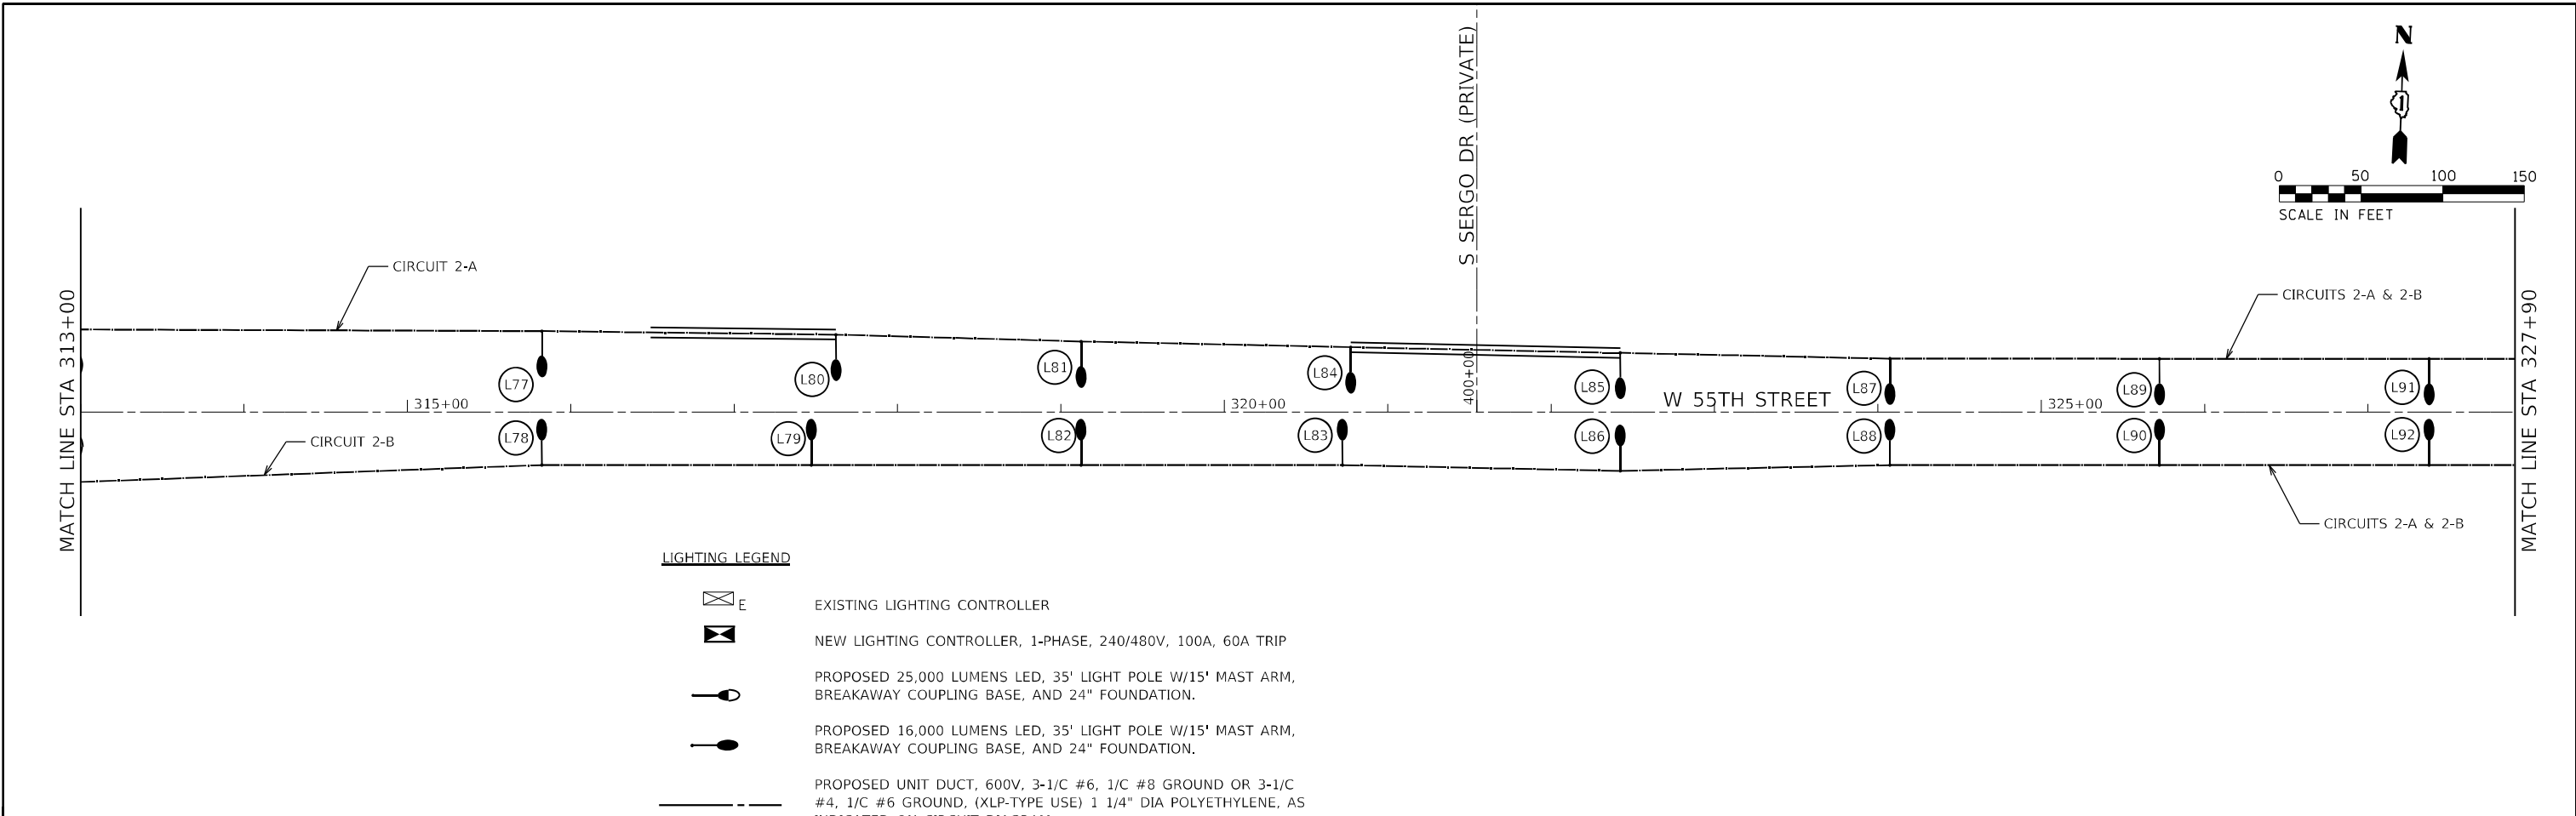 N
1
0 50 100 150
SCALE IN FEET
S SERGO DR (PRIVATE)
MATCH LINE STA 313+00
MATCH LINE STA 327+90
CIRCUIT 2-A
CIRCUITS 2-A & 2-B
L77
L80
L81
L84
400+00
L85
L87
L89
L91
315+00
320+00
W 55TH STREET
325+00
CIRCUIT 2-B
L78
L79
L82
L83
L86
L88
L90
L92
CIRCUITS 2-A & 2-B
LIGHTING LEGEND
E
EXISTING LIGHTING CONTROLLER
NEW LIGHTING CONTROLLER, 1-PHASE, 240/480V, 100A, 60A TRIP
PROPOSED 25,000 LUMENS LED, 35' LIGHT POLE W/15' MAST ARM,
BREAKAWAY COUPLING BASE, AND 24" FOUNDATION.
PROPOSED 16,000 LUMENS LED, 35' LIGHT POLE W/15' MAST ARM,
BREAKAWAY COUPLING BASE, AND 24" FOUNDATION.
PROPOSED UNIT DUCT, 600V, 3-1/C #6, 1/C #8 GROUND OR 3-1/C
#4, 1/C #6 GROUND, (XLP-TYPE USE) 1 1/4" DIA POLYETHYLENE, AS